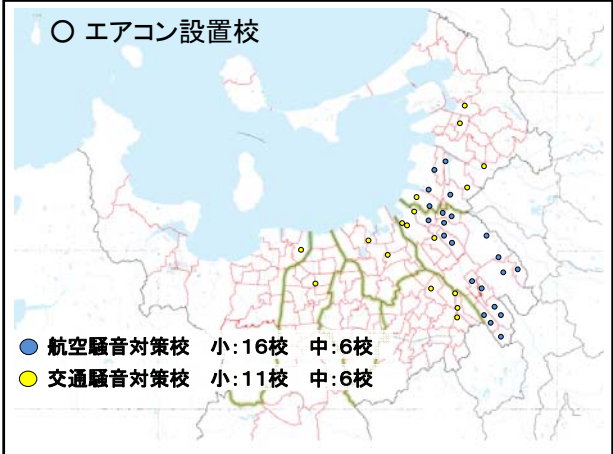 ○ エアコン設置校
航空騒音対策校　小：16校　中：6校
交通騒音対策校　小：11校　中：6校